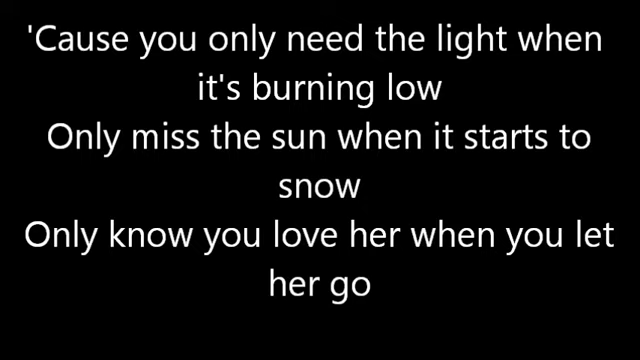 'Cause you only need the light when
it's burning low
Only miss the sun when it starts to
snow
Only know you love her when you let
her go